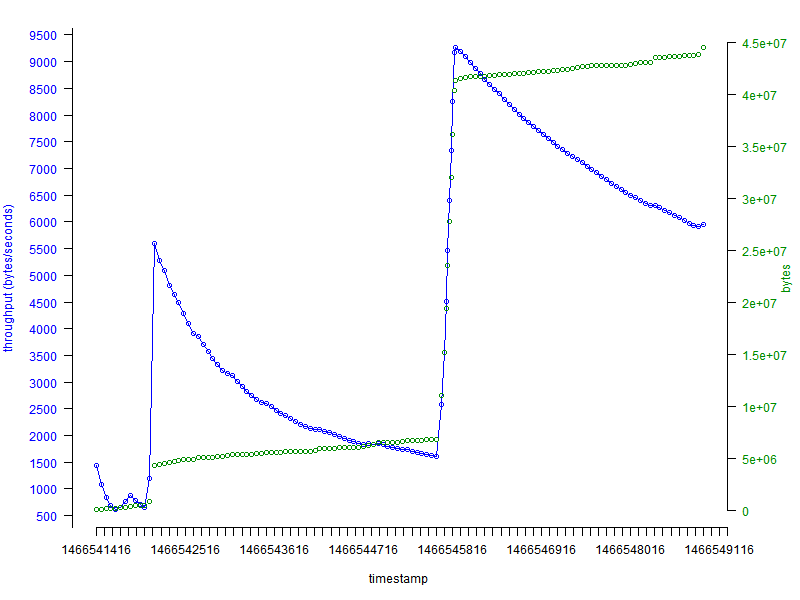 9500
9000
8500
8000
7500
7000
6500
6000
5500
5000
4500
4000
3500
3000
2500
2000
1500
1000
500
throughput (bytes/seconds)
4.5e+07
4e+07
3.5e+07
3e+07
2.5e+07
2e+07
1.5e+07
1e+07
5e+06
0
bytes
1466541416 1466542516 1466543616 1466544716 1466545816 1466546916 1466548016 1466549116
timestamp